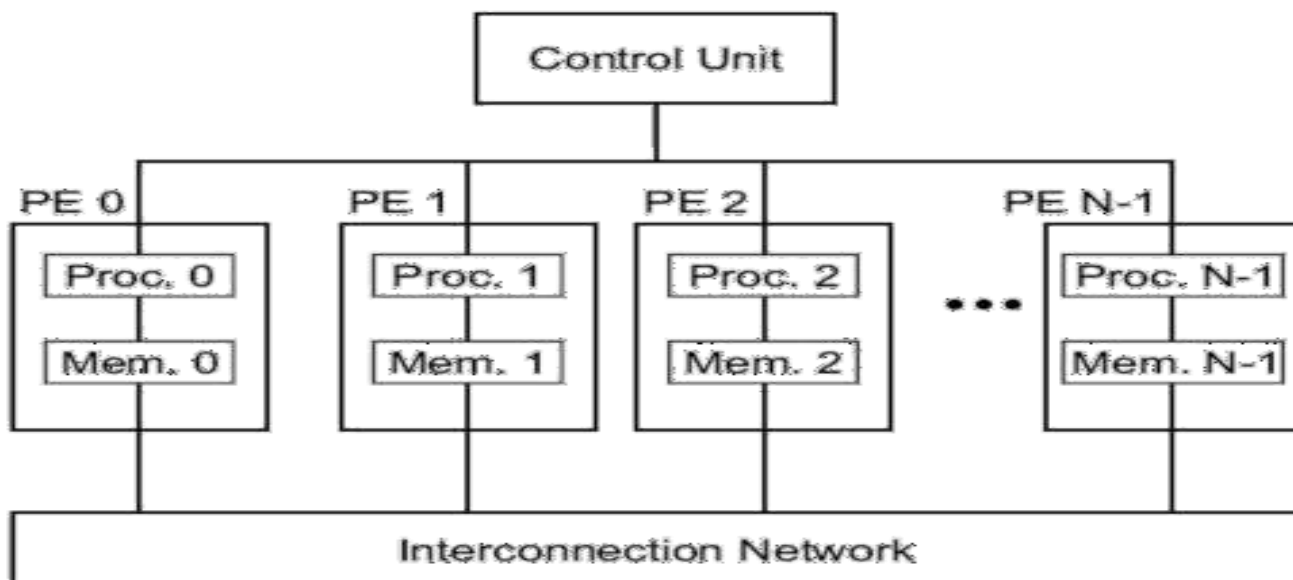 Control Unit
PE 0 PE 1 PE 2 PE N-1
Proc. 0 Proc. 1 Proc. 2 Proc. N-1
Mem. 0 Mem. 1 Mem. 2 Mem. N-1
Interconnection Network